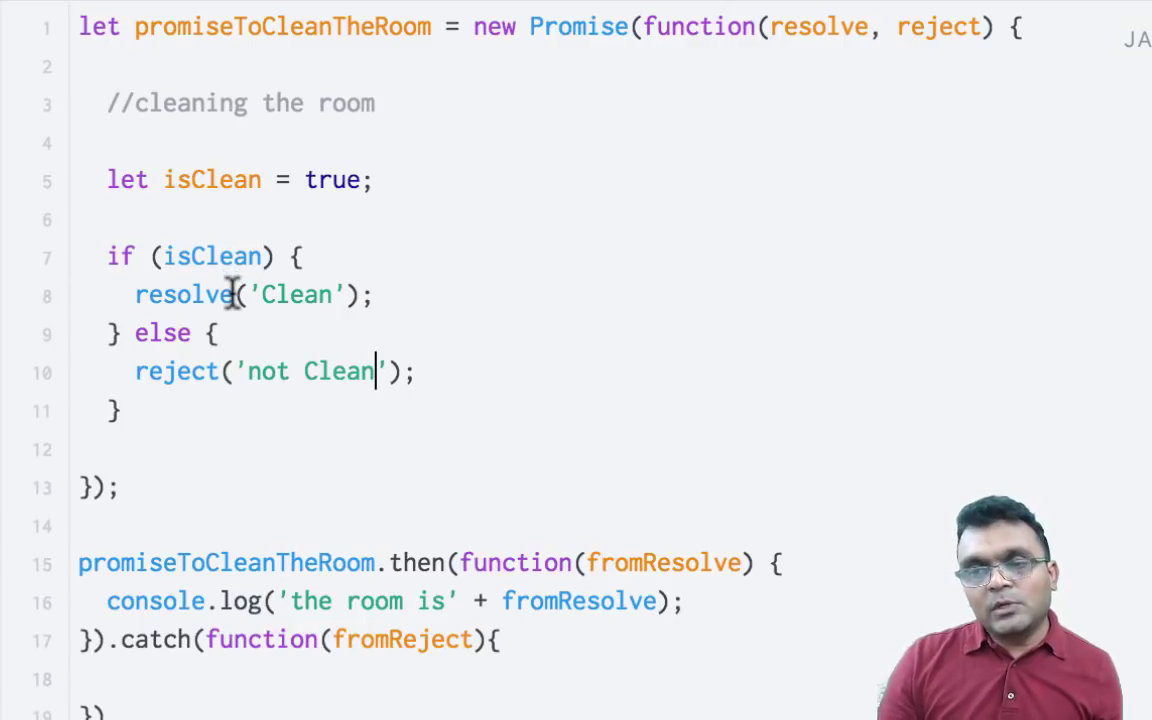 1 let promiseToCleanTheRoom = new Promise(function(resolve, reject) {
JA
2
3 //cleaning the room
4
5 let isClean = true;
6
7 if (isClean) {
8 resolve('Clean');
9 } else {
10 reject('not Clean');
11 }
12
13 });
14
15 promiseToCleanTheRoom.then(function(fromResolve) {
16 console.log('the room is' + fromResolve);
17 }).catch(function(fromReject){
18
19 })